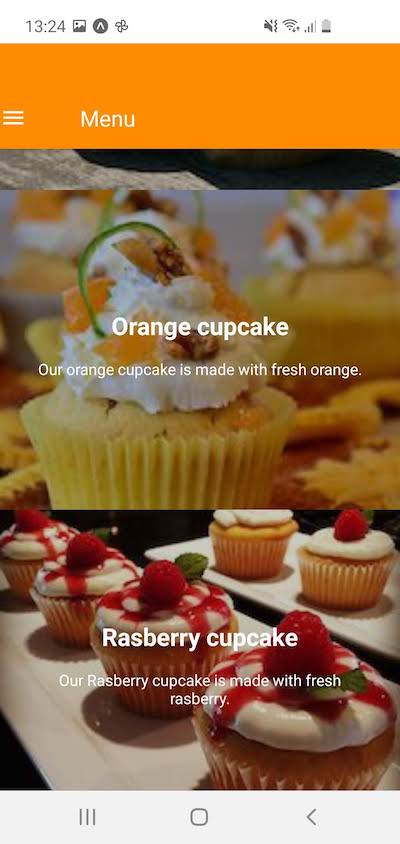 13:24
Menu
Orange cupcake
Our orange cupcake is made with fresh orange.
Rasberry cupcake
Our Rasberry cupcake is made with fresh
rasberry.